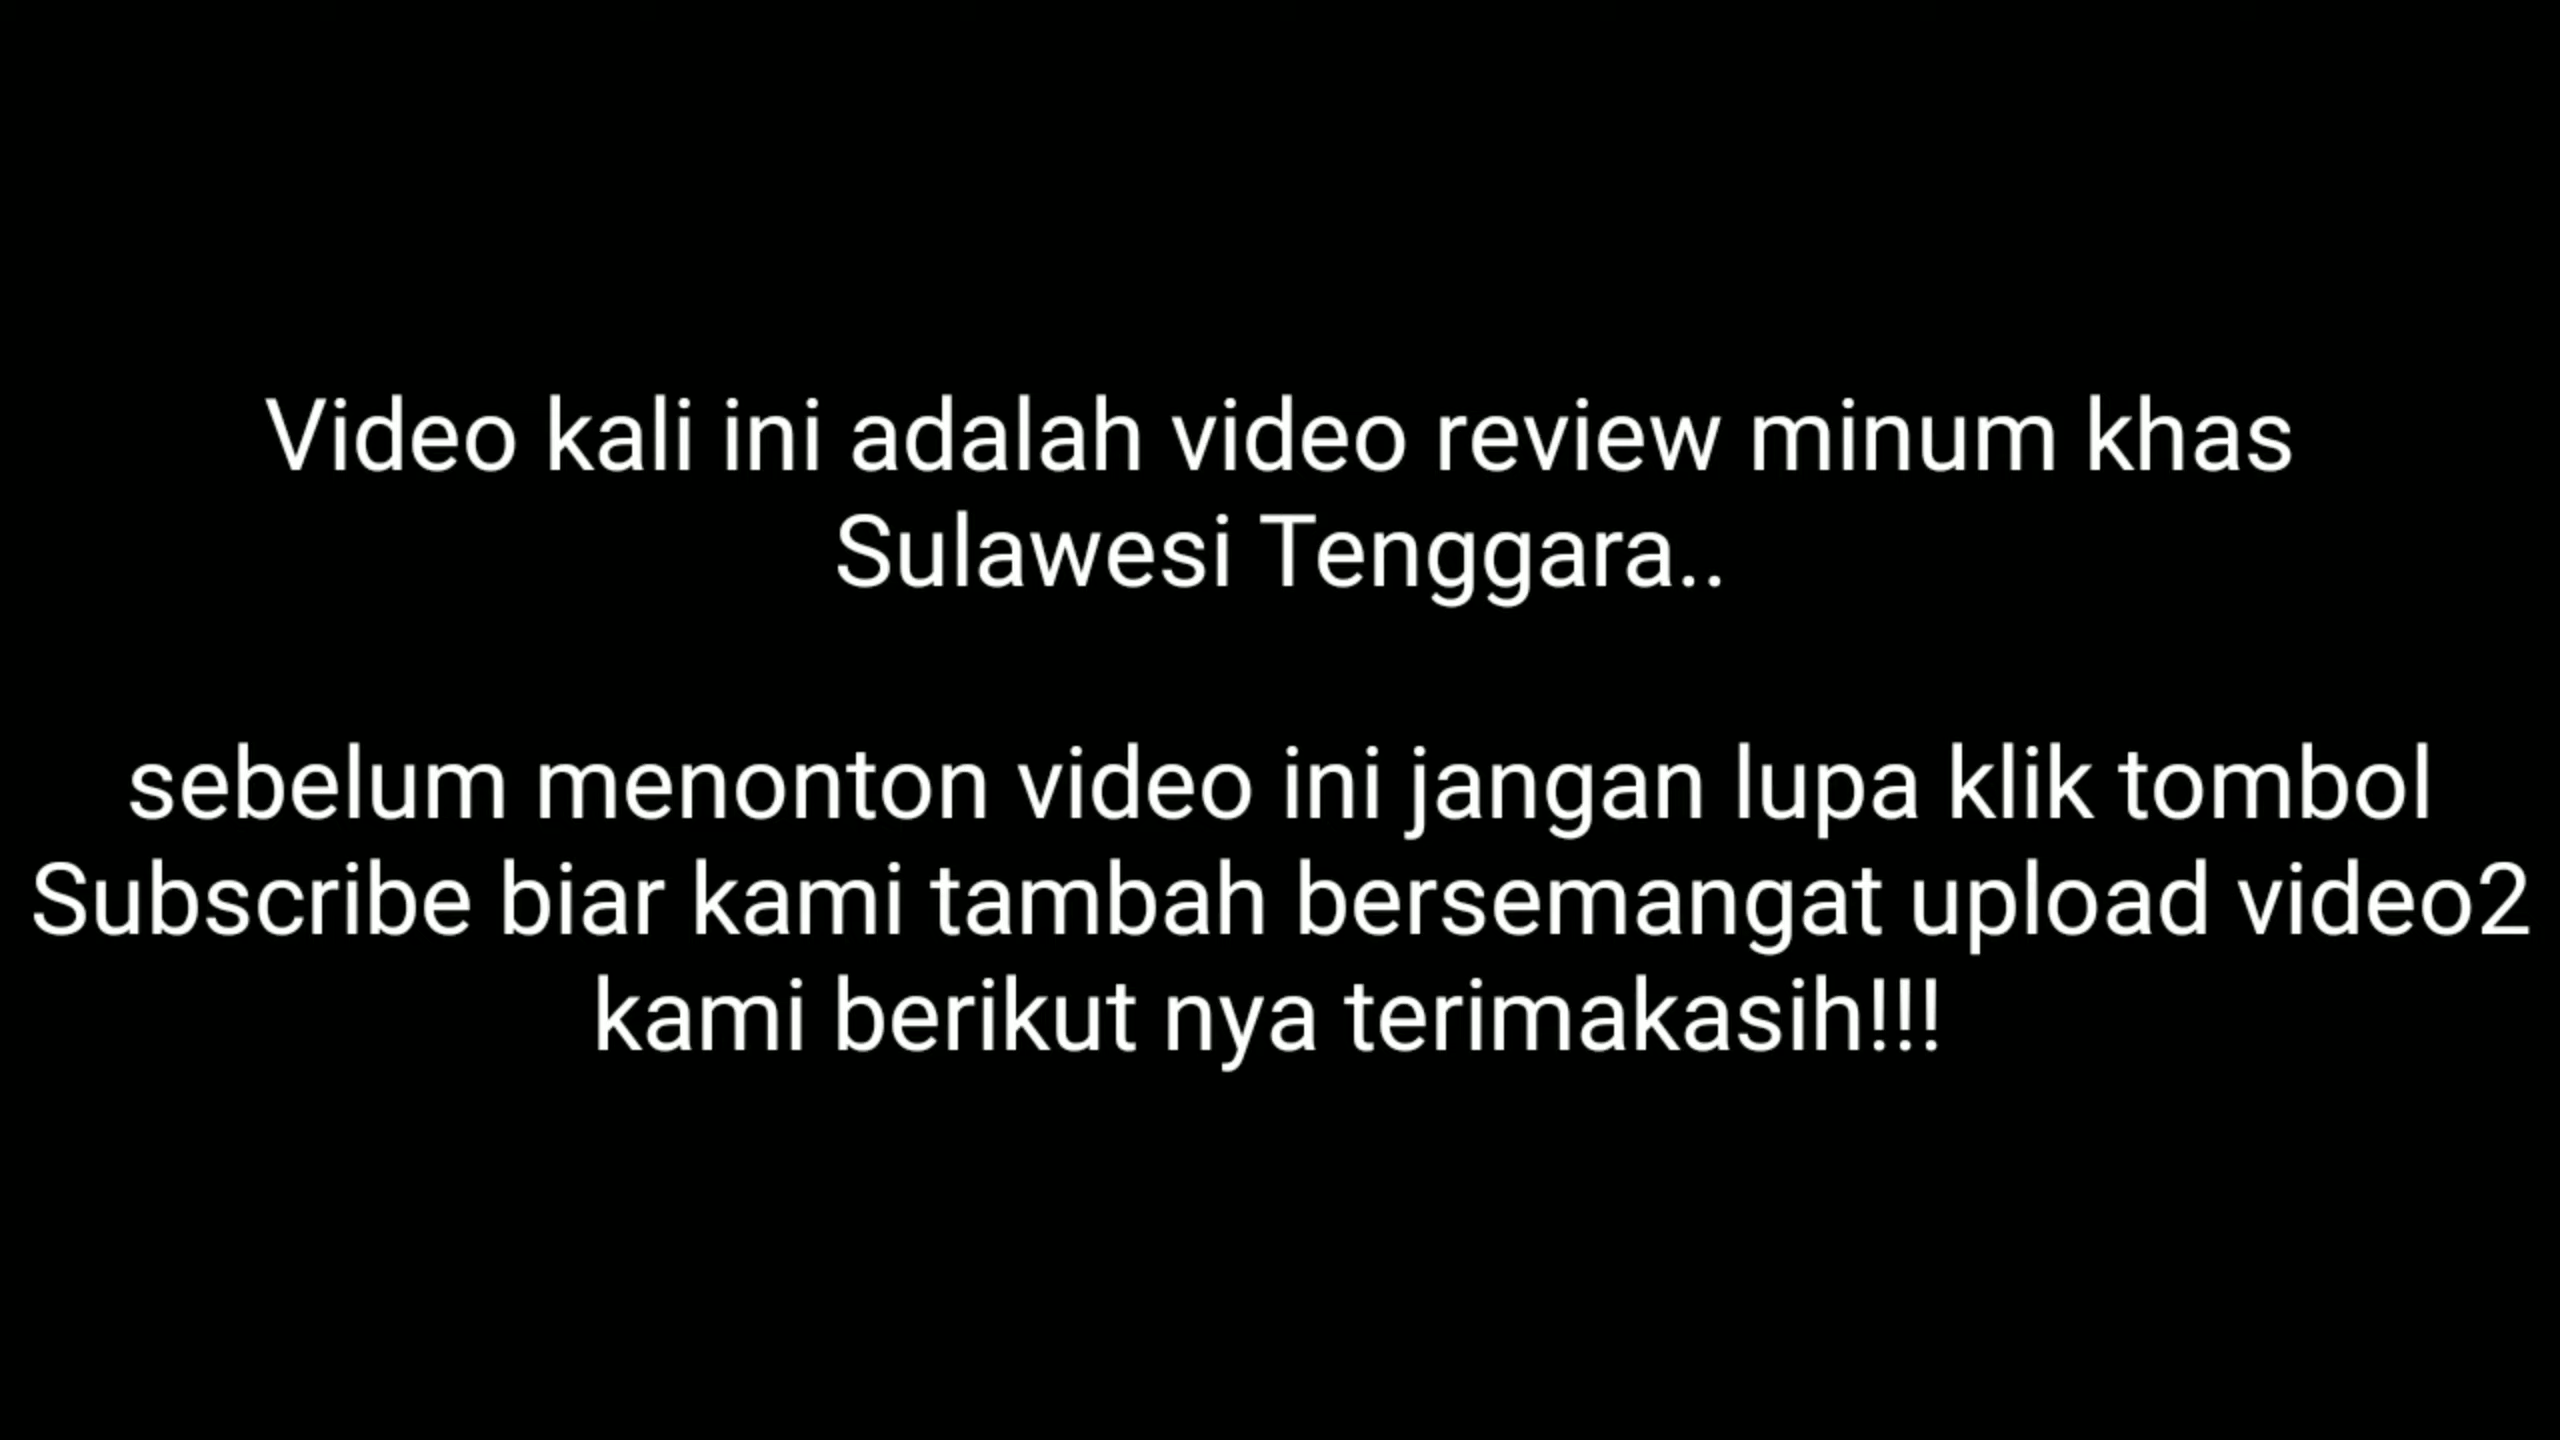 Video kali ini adalah video review minum khas
Sulawesi Tenggara..
sebelum menonton video ini jangan lupa klik tombol
Subscribe biar kami tambah bersemangat upload video2
kami berikut nya terimakasih!!!